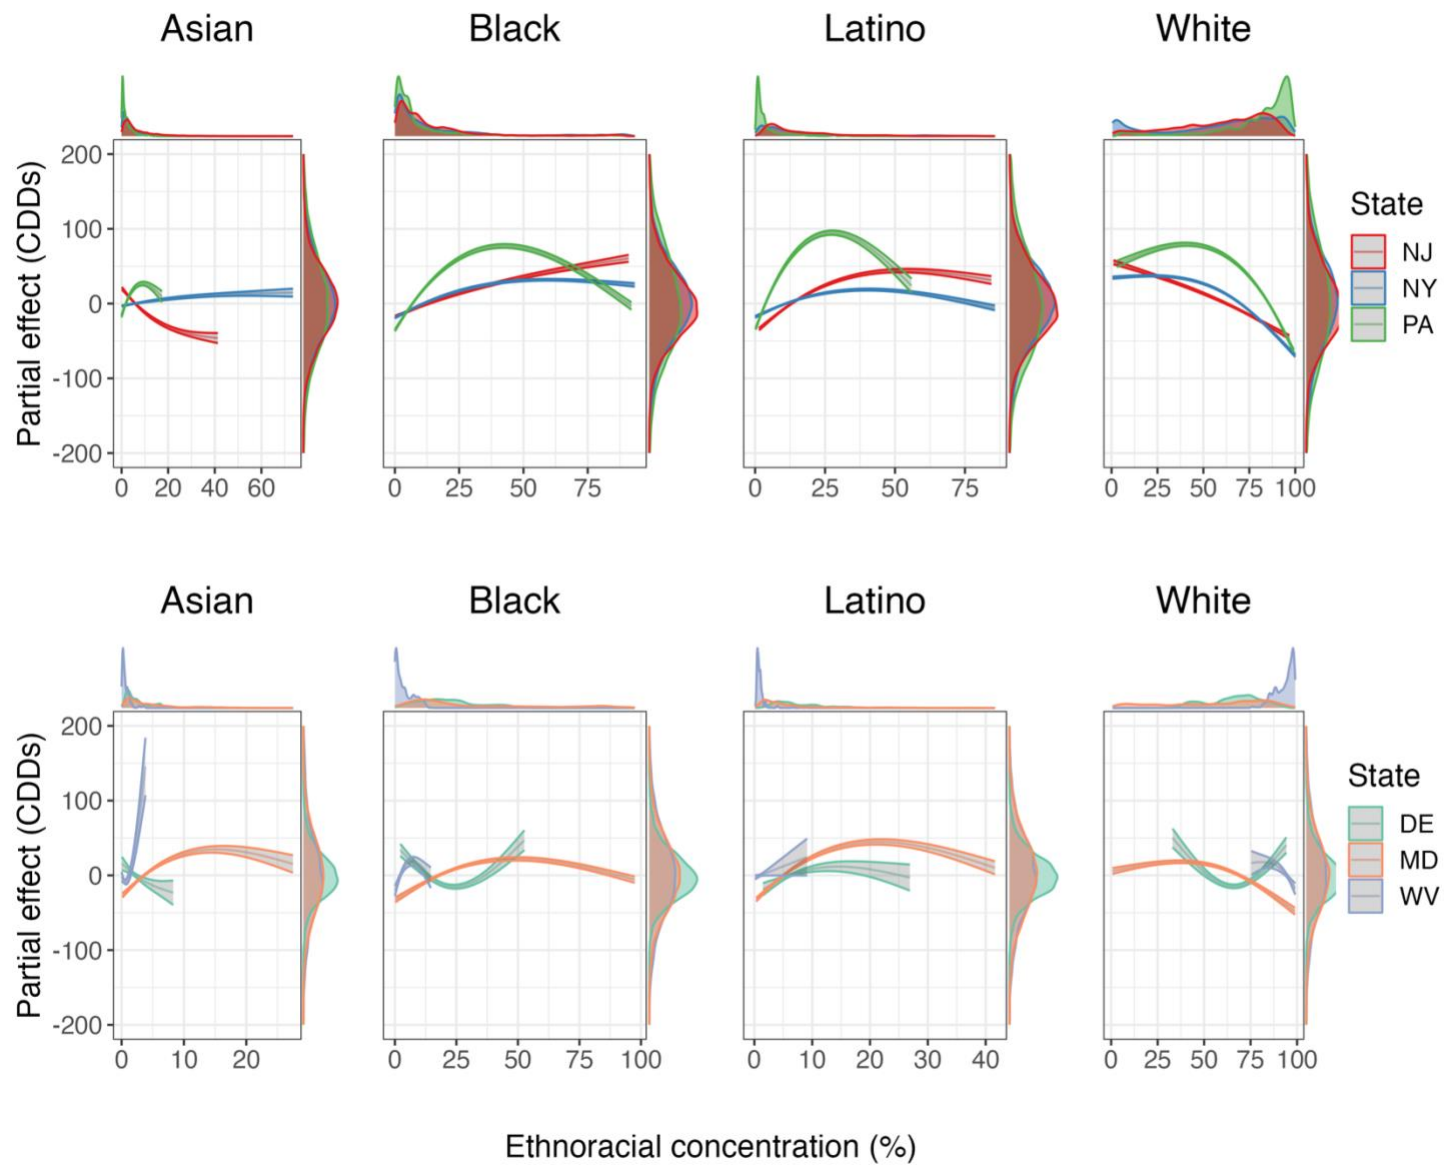 Asian Black Latino White
200
100
0
-100
-200
Partial effect (CDDs)
0 20 40 60 0 25 50 75 0 25 50 75 0 25 50 75 100
State
NJ
NY
PA
Asian Black Latino White
200
100
0
-100
-200
Partial effect (CDDs)
0 10 20 0 25 50 75 100 0 10 20 30 40 0 25 50 75 100
State
DE
MD
WV
Ethnoracial concentration (%)